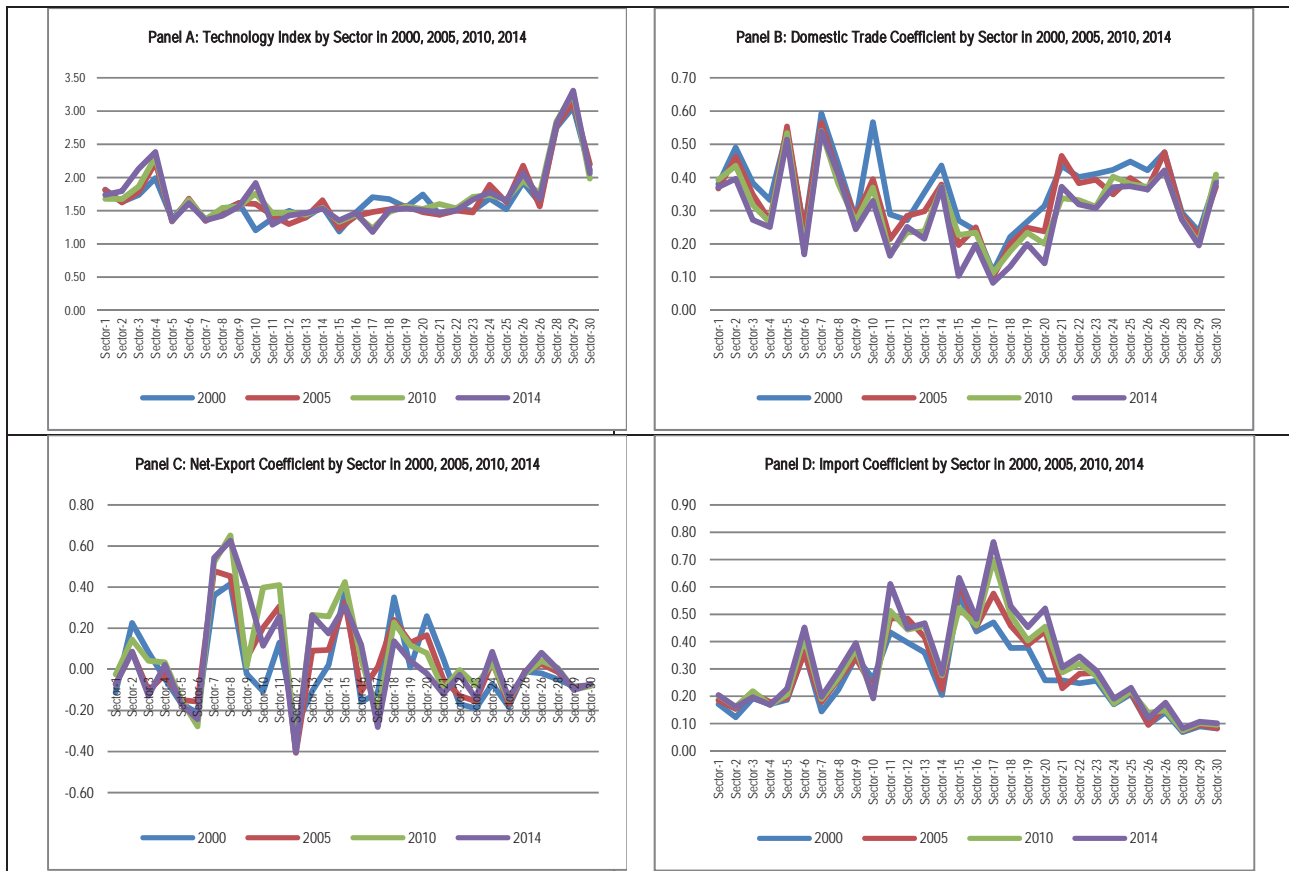 Panel A: Technology Index by Sector in 2000, 2005, 2010, 2014
3.50
3.00
2.50
2.00
1.50
1.00
0.50
0.00
Sector-1
Sector-2
Sector-3
Sector-4
Sector-5
Sector-6
Sector-7
Sector-8
Sector-9
Sector-10
Sector-11
Sector-12
Sector-13
Sector-14
Sector-15
Sector-16
Sector-17
Sector-18
Sector-19
Sector-20
Sector-21
Sector-22
Sector-23
Sector-24
Sector-25
Sector-26
Sector-26
Sector-28
Sector-29
Sector-30
2000 2005 2010 2014
Panel B: Domestic Trade Coefficient by Sector in 2000, 2005, 2010, 2014
0.70
0.60
0.50
0.40
0.30
0.20
0.10
0.00
Sector-1
Sector-2
Sector-3
Sector-4
Sector-5
Sector-6
Sector-7
Sector-8
Sector-9
Sector-10
Sector-11
Sector-12
Sector-13
Sector-14
Sector-15
Sector-16
Sector-17
Sector-18
Sector-19
Sector-20
Sector-21
Sector-22
Sector-23
Sector-24
Sector-25
Sector-26
Sector-26
Sector-28
Sector-29
Sector-30
2000 2005 2010 2014
Panel C: Net-Export Coefficient by Sector in 2000, 2005, 2010, 2014
0.80
0.60
0.40
0.20
0.00
-0.20
-0.40
-0.60
Sector-1
Sector-2
Sector-3
Sector-4
Sector-5
Sector-6
Sector-7
Sector-8
Sector-9
Sector-10
Sector-11
Sector-12
Sector-13
Sector-14
Sector-15
Sector-16
Sector-17
Sector-18
Sector-19
Sector-20
Sector-21
Sector-22
Sector-23
Sector-24
Sector-25
Sector-26
Sector-26
Sector-28
Sector-29
Sector-30
2000 2005 2010 2014
Panel D: Import Coefficient by Sector in 2000, 2005, 2010, 2014
0.90
0.80
0.70
0.60
0.50
0.40
0.30
0.20
0.10
0.00
Sector-1
Sector-2
Sector-3
Sector-4
Sector-5
Sector-6
Sector-7
Sector-8
Sector-9
Sector-10
Sector-11
Sector-12
Sector-13
Sector-14
Sector-15
Sector-16
Sector-17
Sector-18
Sector-19
Sector-20
Sector-21
Sector-22
Sector-23
Sector-24
Sector-25
Sector-26
Sector-26
Sector-28
Sector-29
Sector-30
2000 2005 2010 2014